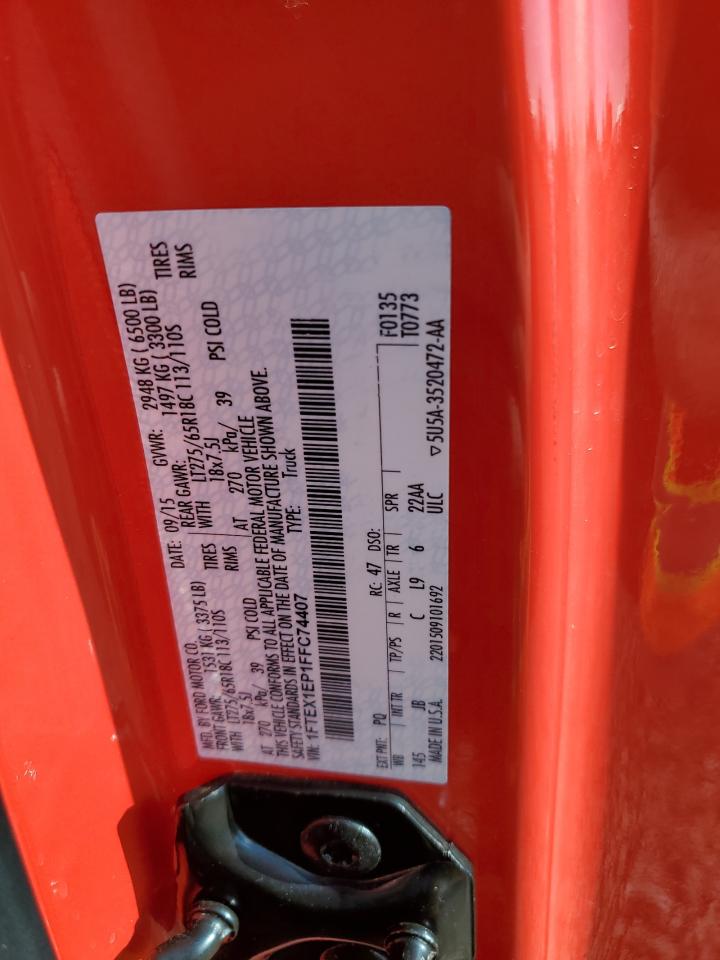 MFD. BY FORD MOTOR CO. DATE: 09/15 GVWR: 2948 KG ( 6500 LB)
FRONT GAWR: 1531 KG ( 3375 LB) REAR GAWR: 1497 KG ( 3300 LB)
WITH LT275/65R18C 113/110S TIRES WITH LT275/65R18C 113/110S TIRES
18x7.5J RIMS 18x7.5J RIMS
AT 270 kPa/ 39 PSI COLD AT 270 kPa/ 39 PSI COLD
THIS VEHICLE CONFORMS TO ALL APPLICABLE FEDERAL MOTOR VEHICLE
SAFETY STANDARDS IN EFFECT ON THE DATE OF MANUFACTURE SHOWN ABOVE.
VIN: 1FTEX1EP1FFC74407 TYPE: Truck
EXT PNT: PQ RC: 47 DSO: F0135
WB INT TR TP/PS R AXLE TR SPR T0773
145 JB C L9 6 22AA
MADE IN U.S.A. 2201509101692 ULC ▽5U5A-3520472-AA